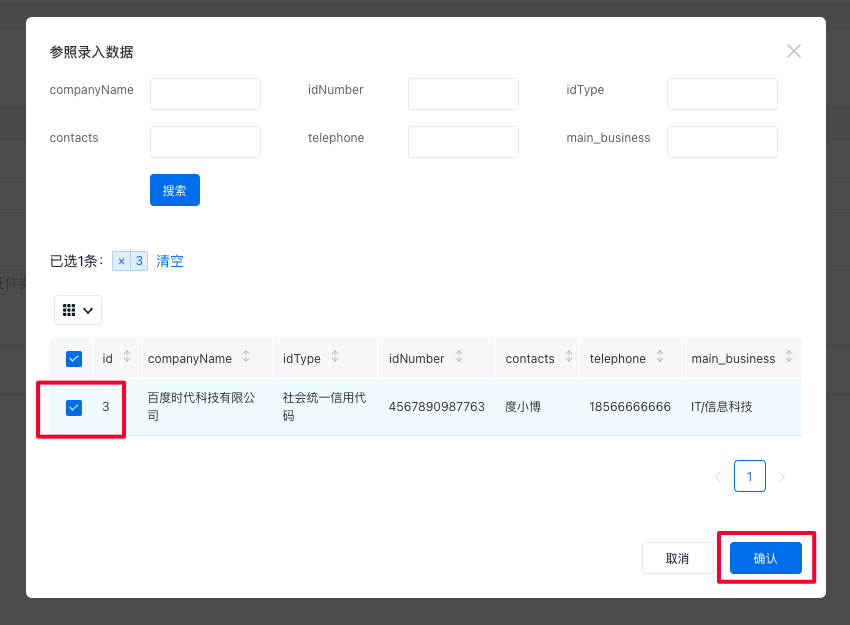 参照录入数据
companyName
idNumber
idType
contacts
telephone
main_business
搜索
已选1条: × 3 清空
id companyName idType idNumber contacts telephone main_business
3 百度时代科技有限公 社会统一信用代 4567890987763 度小博 18566666666 IT/信息科技
司 码
1
取消 确认